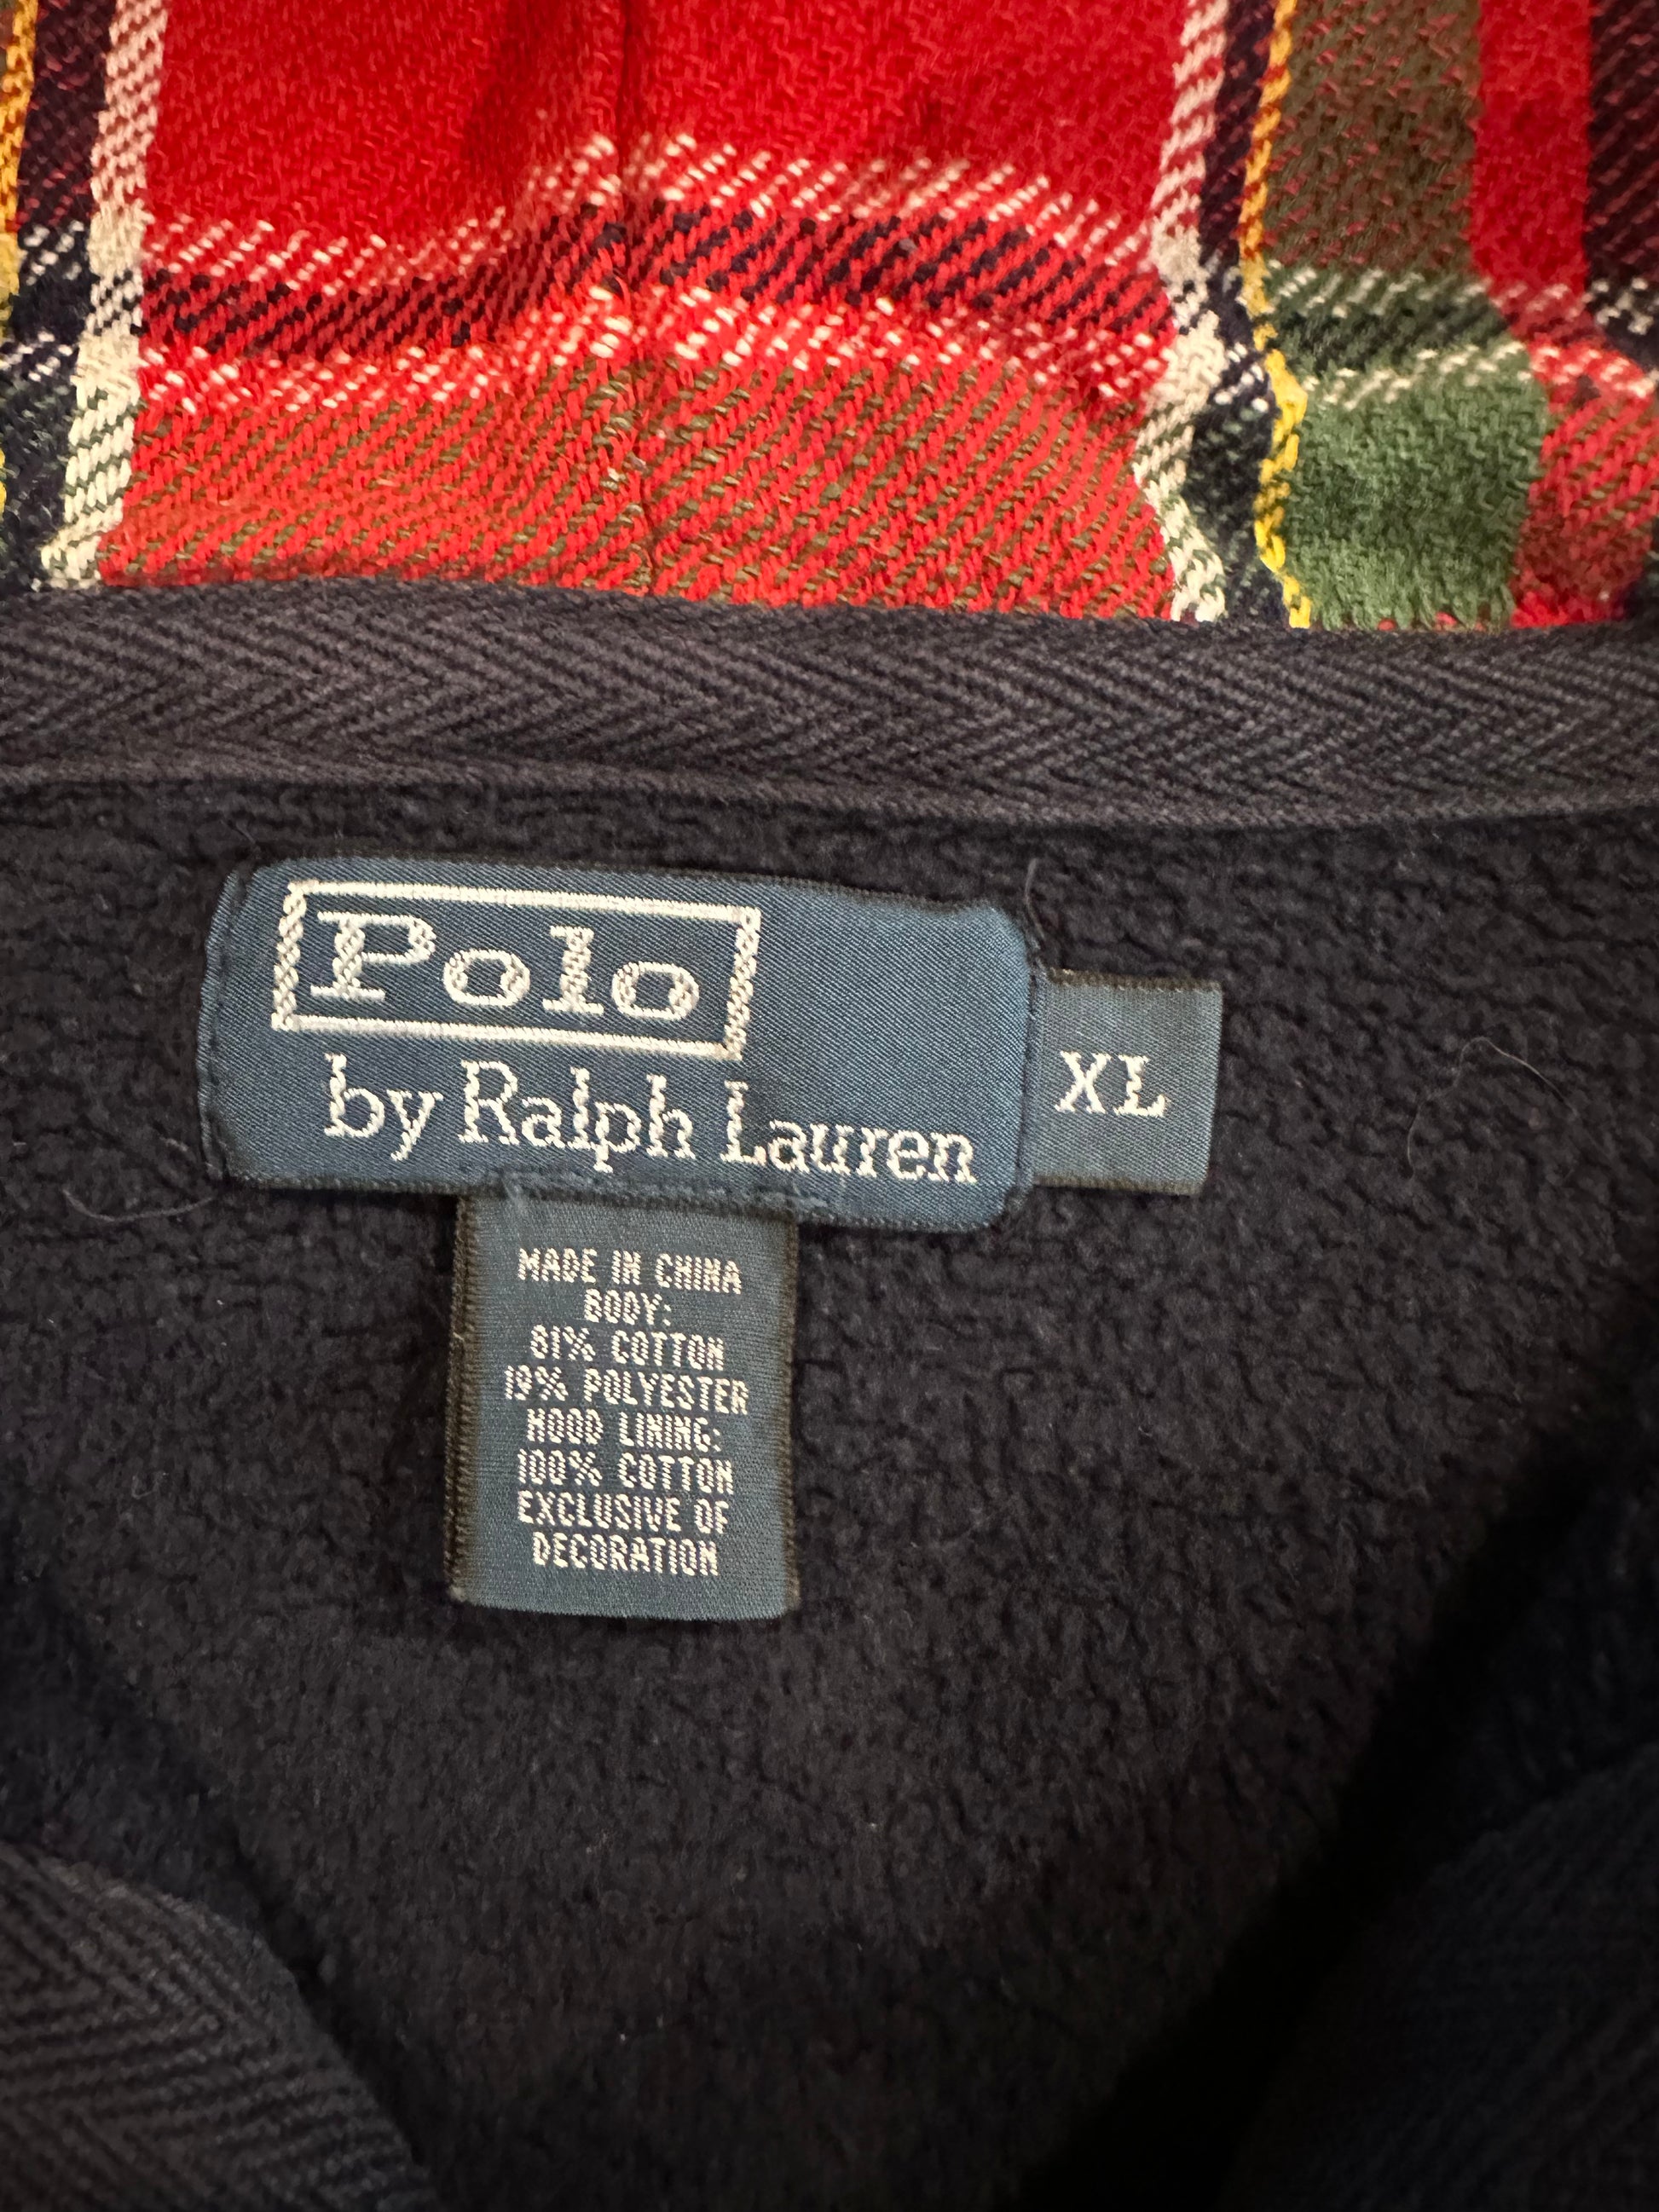 Polo
by Ralph Lauren
XL
MADE IN CHINA
BODY:
81% COTTON
19% POLYESTER
HOOD LINING:
100% COTTON
EXCLUSIVE OF
DECORATION